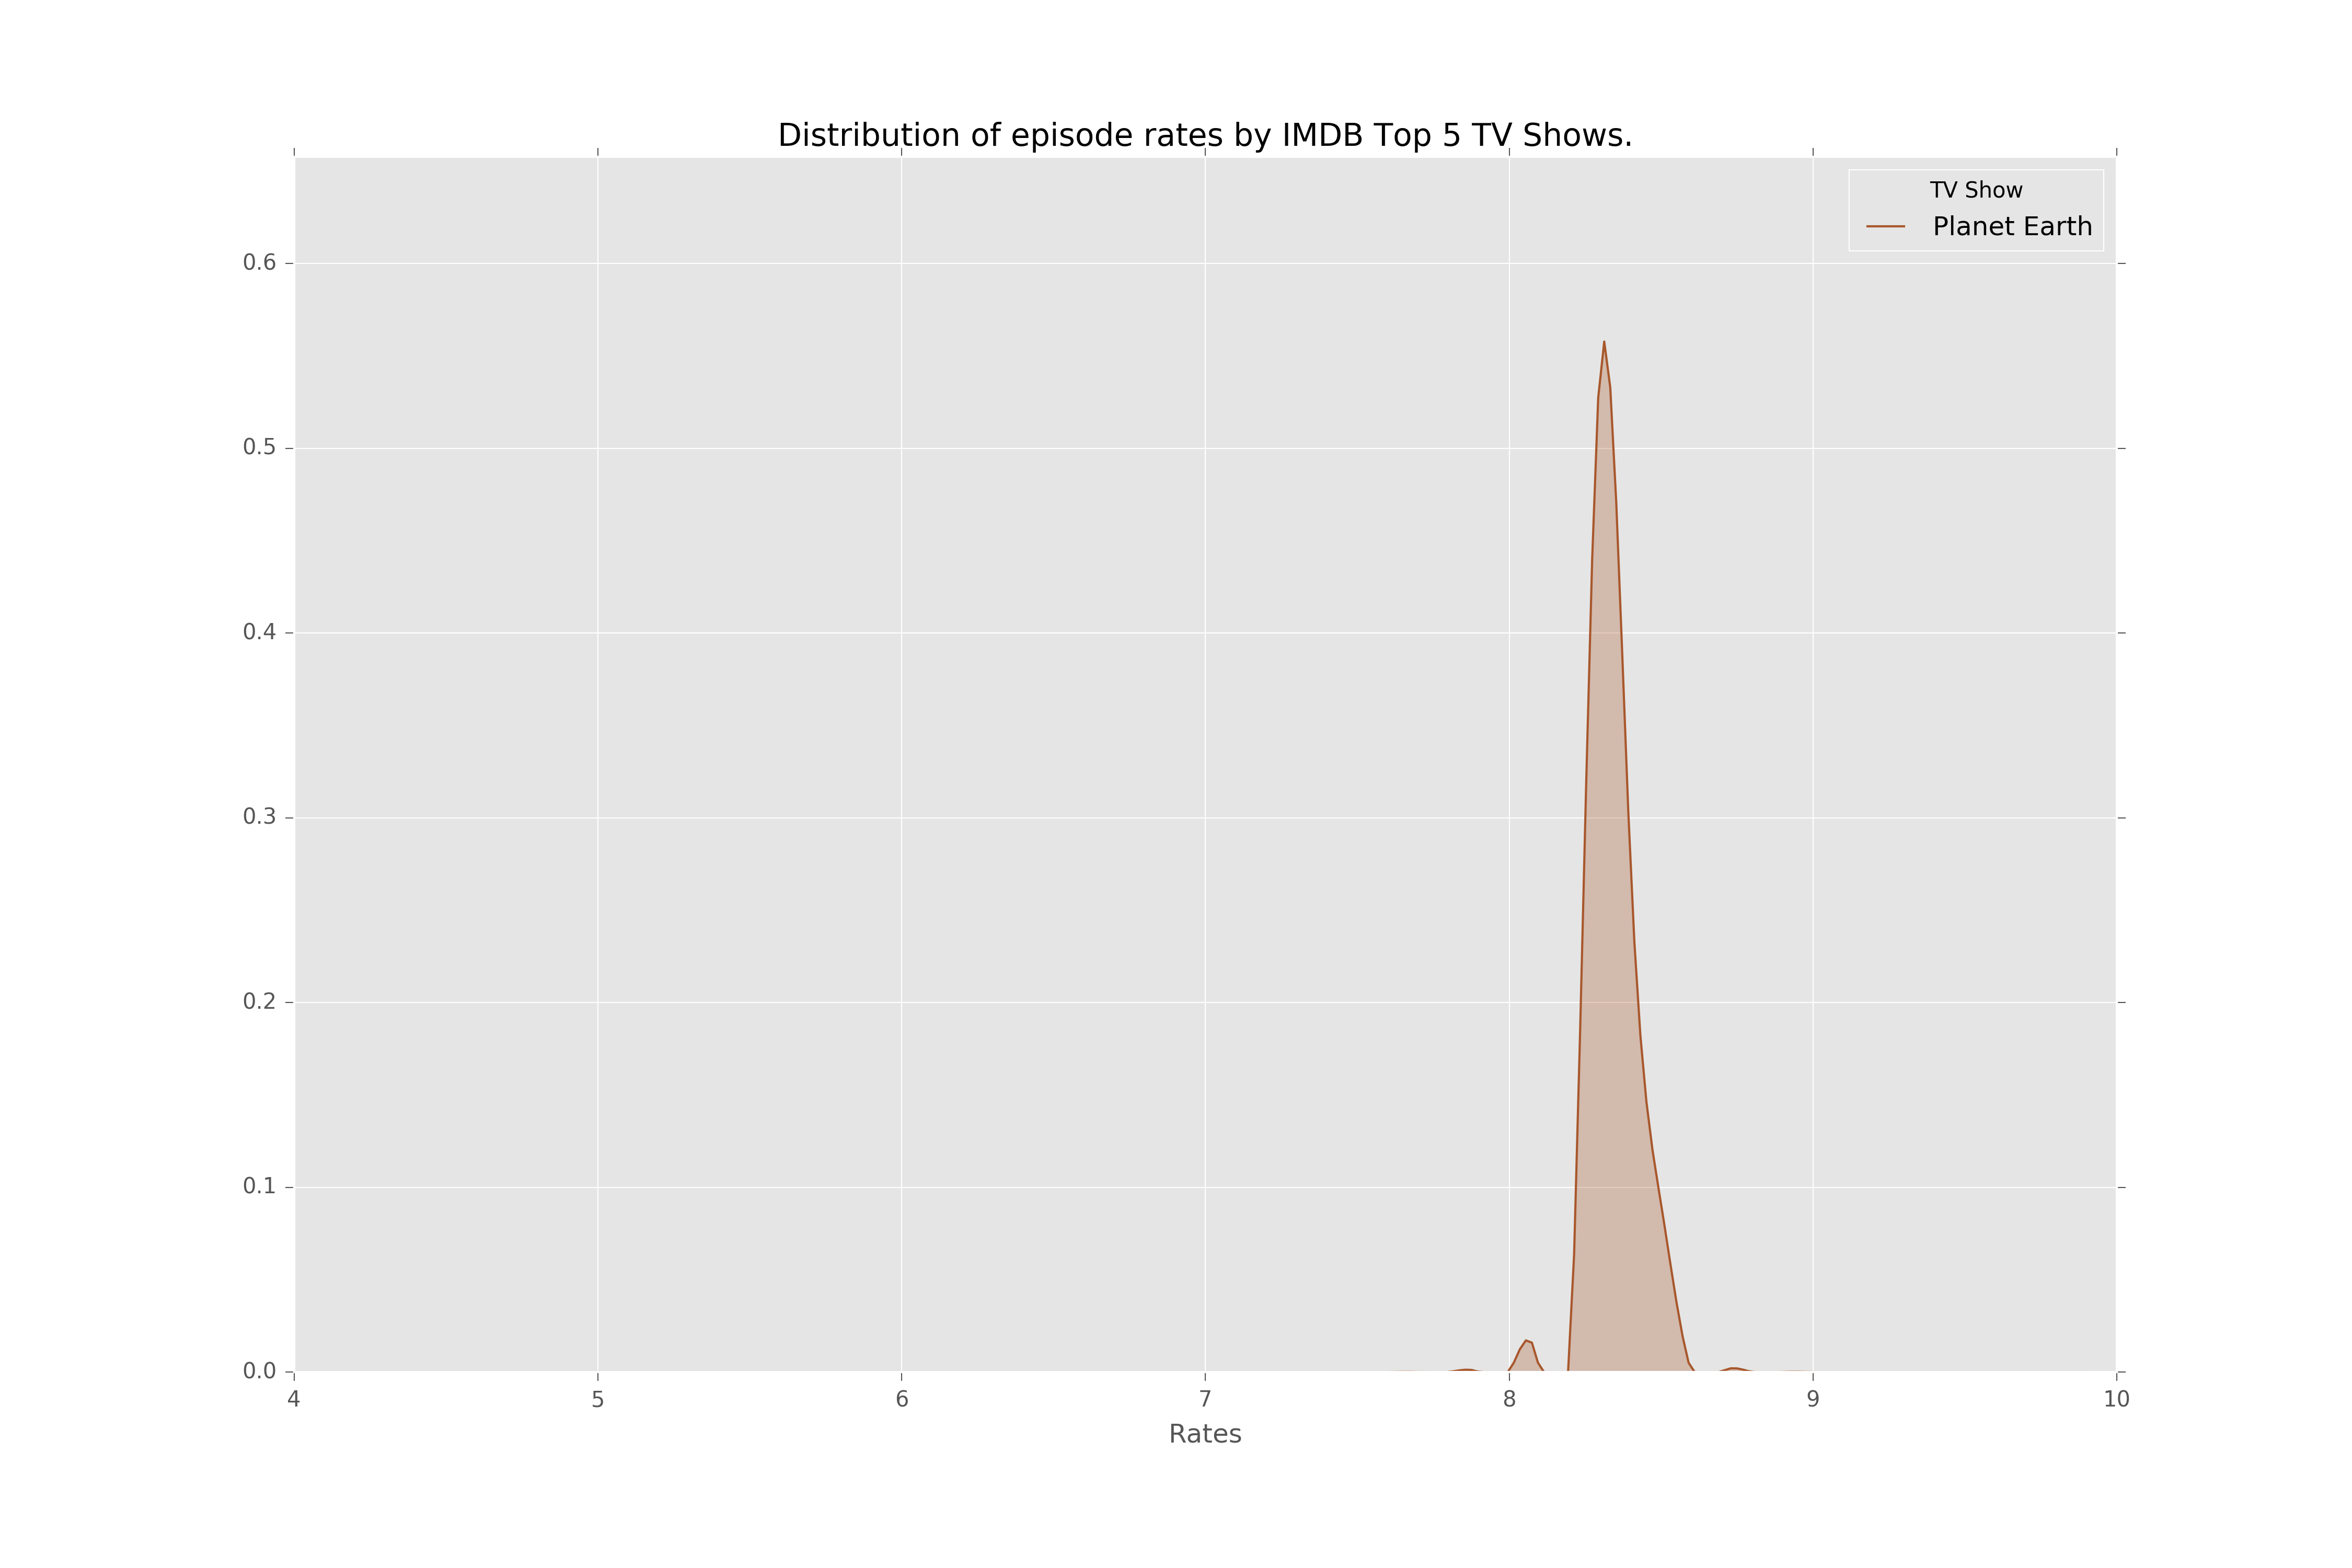 Distribution of episode rates by IMDB Top 5 TV Shows.
TV Show
Planet Earth
0.6
0.5
0.4
0.3
0.2
0.1
0.0
4 5 6 7 8 9 10
Rates